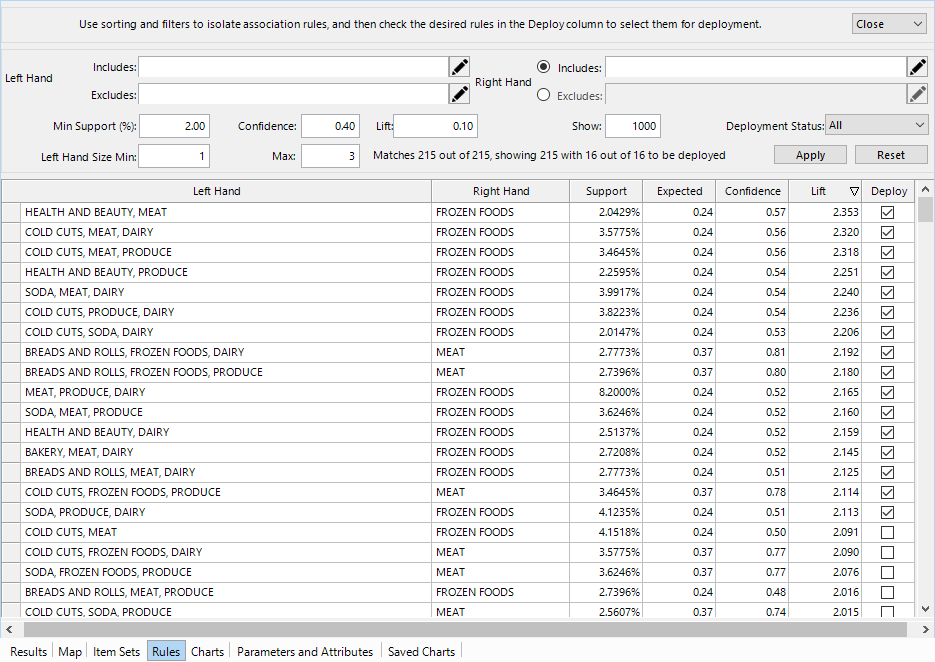 Use sorting and filters to isolate association rules, and then check the desired rules in the Deploy column to select them for deployment. Close
Left Hand Includes: Right Hand Includes:
Excludes: Excludes:
Min Support (%): 2.00 Confidence: 0.40 Lift: 0.10 Show: 1000 Deployment Status: All
Left Hand Size Min: 1 Max: 3 Matches 215 out of 215, showing 215 with 16 out of 16 to be deployed Apply Reset
Left Hand Right Hand Support Expected Confidence Lift Deploy
HEALTH AND BEAUTY, MEAT FROZEN FOODS 2.0429% 0.24 0.57 2.353
COLD CUTS, MEAT, DAIRY FROZEN FOODS 3.5775% 0.24 0.56 2.320
COLD CUTS, MEAT, PRODUCE FROZEN FOODS 3.4645% 0.24 0.56 2.318
HEALTH AND BEAUTY, PRODUCE FROZEN FOODS 2.2595% 0.24 0.54 2.251
SODA, MEAT, DAIRY FROZEN FOODS 3.9917% 0.24 0.54 2.240
COLD CUTS, PRODUCE, DAIRY FROZEN FOODS 3.8223% 0.24 0.54 2.236
COLD CUTS, SODA, DAIRY FROZEN FOODS 2.0147% 0.24 0.53 2.206
BREADS AND ROLLS, FROZEN FOODS, DAIRY MEAT 2.7773% 0.37 0.81 2.192
BREADS AND ROLLS, FROZEN FOODS, PRODUCE MEAT 2.7396% 0.37 0.80 2.180
MEAT, PRODUCE, DAIRY FROZEN FOODS 8.2000% 0.24 0.52 2.165
SODA, MEAT, PRODUCE FROZEN FOODS 3.6246% 0.24 0.52 2.160
HEALTH AND BEAUTY, DAIRY FROZEN FOODS 2.5137% 0.24 0.52 2.159
BAKERY, MEAT, DAIRY FROZEN FOODS 2.7208% 0.24 0.52 2.145
BREADS AND ROLLS, MEAT, DAIRY FROZEN FOODS 2.7773% 0.24 0.51 2.125
COLD CUTS, FROZEN FOODS, PRODUCE MEAT 3.4645% 0.37 0.78 2.114
SODA, PRODUCE, DAIRY FROZEN FOODS 4.1235% 0.24 0.51 2.113
COLD CUTS, MEAT FROZEN FOODS 4.1518% 0.24 0.50 2.091
COLD CUTS, FROZEN FOODS, DAIRY MEAT 3.5775% 0.37 0.77 2.090
SODA, FROZEN FOODS, PRODUCE MEAT 3.6246% 0.37 0.77 2.076
BREADS AND ROLLS, MEAT, PRODUCE FROZEN FOODS 2.7396% 0.24 0.48 2.016
COLD CUTS, SODA, PRODUCE MEAT 2.5607% 0.37 0.74 2.015
Results Map Item Sets Rules Charts Parameters and Attributes Saved Charts